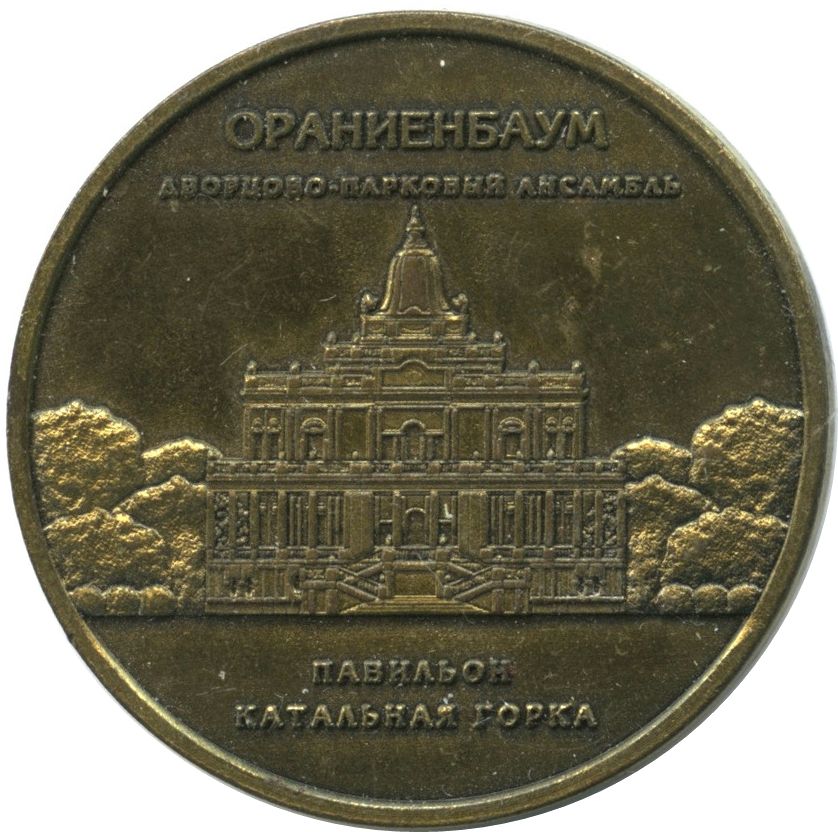 ОРАНИЕНБАУМ
ДВОРЦОВО-ПАРКОВЫЙ АНСАМБЛЬ
ПАВИЛЬОН
КАТАЛЬНАЯ ГОРКА